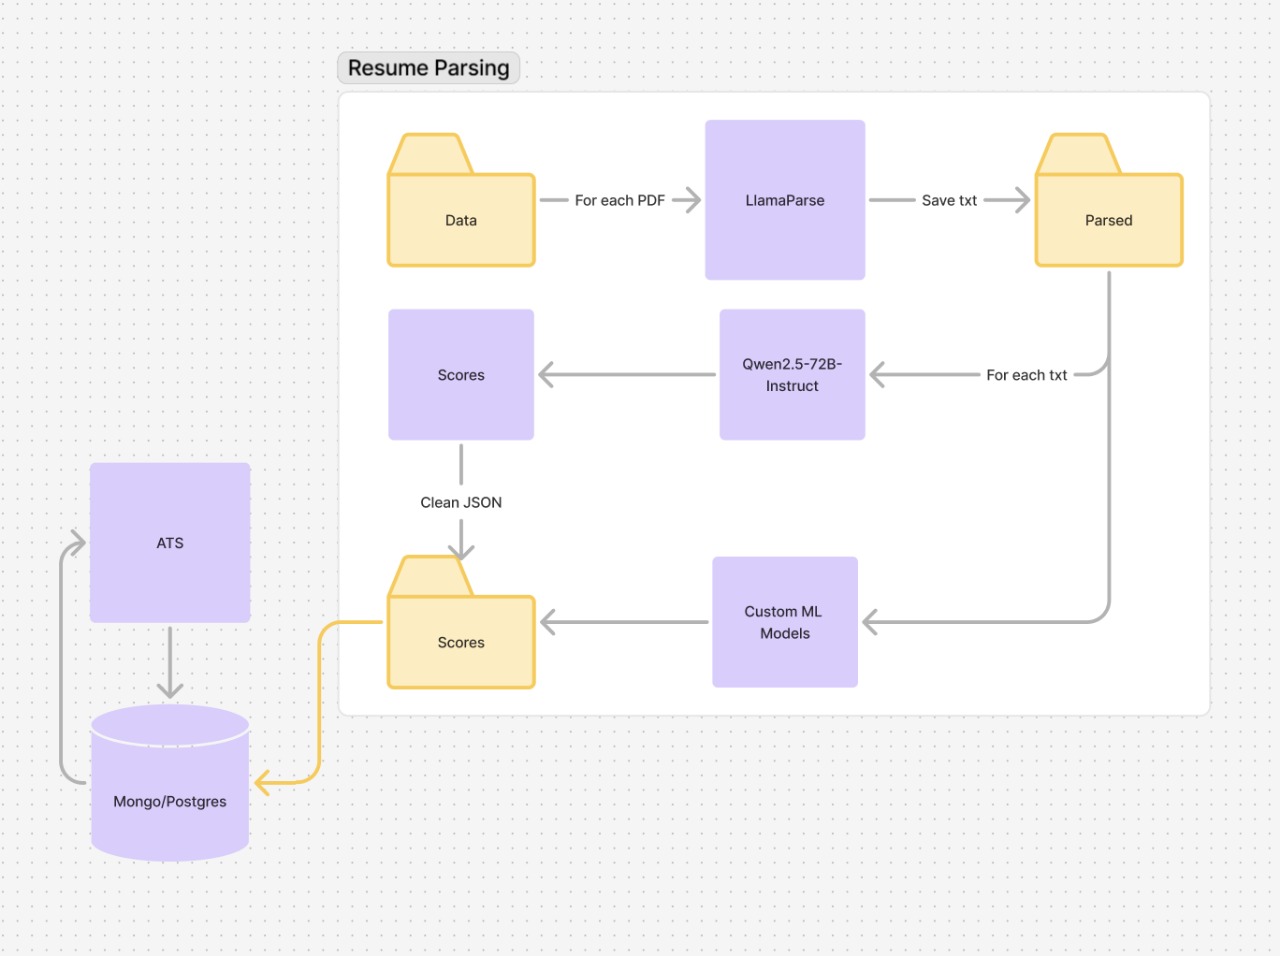 Resume Parsing
Data
For each PDF
LlamaParse
Save txt
Parsed
Scores
Qwen2.5-72B-
Instruct
For each txt
Clean JSON
ATS
Scores
Custom ML
Models
Mongo/Postgres